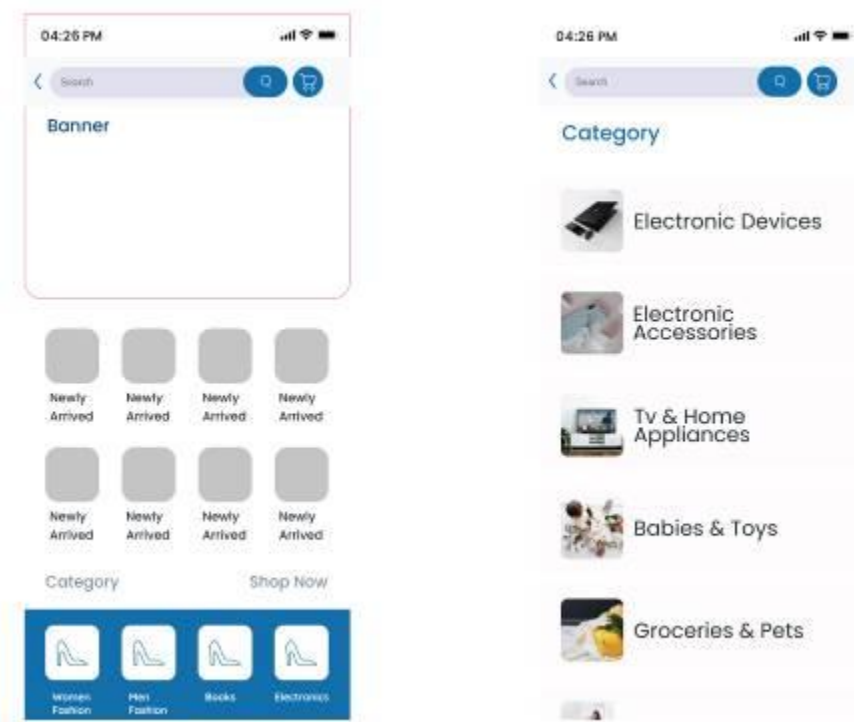 04:26 PM
Search
Banner
Newly Newly Newly Newly
Arrived Arrived Arrived Arrived
Newly Newly Newly Newly
Arrived Arrived Arrived Arrived
Category Shop Now
Women Men Books Electronics
Fashion Fashion
04:26 PM
Search
Category
Electronic Devices
Electronic
Accessories
Tv & Home
Appliances
Babies & Toys
Groceries & Pets